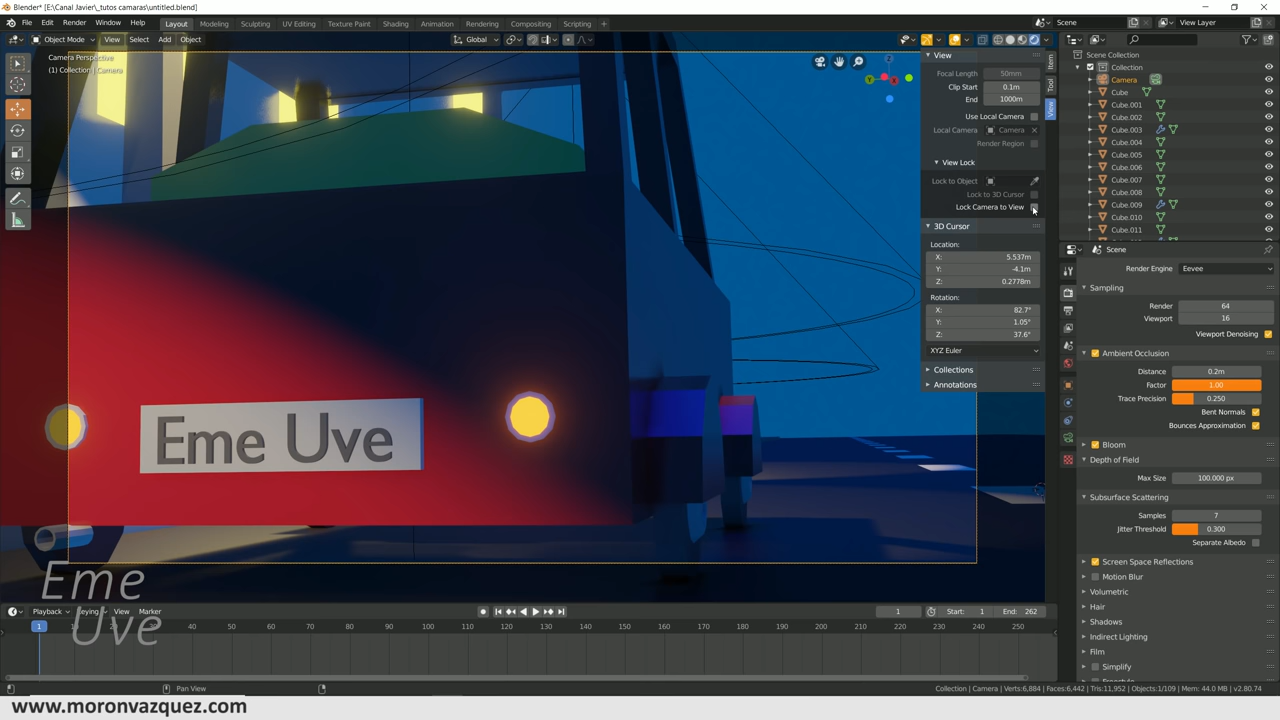 Blender* [E:\Canal Javier\_tutos camaras\untitled.blend]
File Edit Render Window Help Layout Modeling Sculpting UV Editing Texture Paint Shading Animation Rendering Compositing Scripting Scene View Layer
Object Mode View Select Add Object Global
Camera Perspective
(1) Collection | Camera
View
Focal Length 50mm
Clip Start 0.1m
End 1000m
Use Local Camera
Local Camera Camera
Render Region
View Lock
Lock to Object
Lock to 3D Cursor
Lock Camera to View
3D Cursor
Location:
X: 5.537m
Y: -4.1m
Z: 0.2778m
Rotation:
X: 82.7°
Y: 1.05°
Z: 37.6°
XYZ Euler
Collections
Annotations
Item
Tool
View
Scene Collection
Collection
Camera
Cube
Cube.001
Cube.002
Cube.003
Cube.004
Cube.005
Cube.006
Cube.007
Cube.008
Cube.009
Cube.010
Cube.011
Scene
Render Engine Eevee
Sampling
Render 64
Viewport 16
Viewport Denoising
Ambient Occlusion
Distance 0.2m
Factor 1.00
Trace Precision 0.250
Bent Normals
Bounces Approximation
Bloom
Depth of Field
Max Size 100.000 px
Subsurface Scattering
Samples 7
Jitter Threshold 0.300
Separate Albedo
Screen Space Reflections
Motion Blur
Volumetric
Hair
Shadows
Indirect Lighting
Film
Simplify
Eme Uve
Eme
Uve
Playback Keying View Marker 1 Start: 1 End: 262
1 20 30 40 50 60 70 80 90 100 110 120 130 140 150 160 170 180 190 200 210 220 230 240 250
Pan View
Collection | Camera | Verts:6,884 | Faces:6,442 | Tris:11,952 | Objects:1/109 | Mem: 44.0 MB | v2.80.74
www.moronvazquez.com